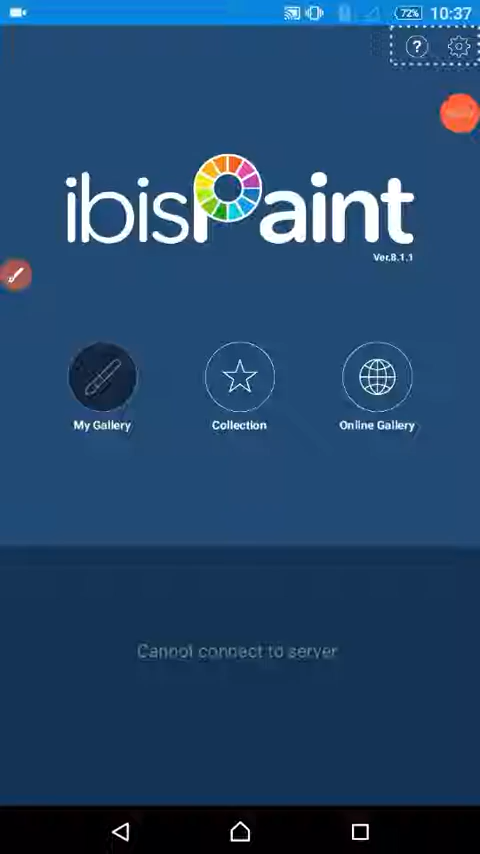 72% 10:37
?
ibisPaint
Ver.8.1.1
My Gallery
Collection
Online Gallery
Cannot connect to server